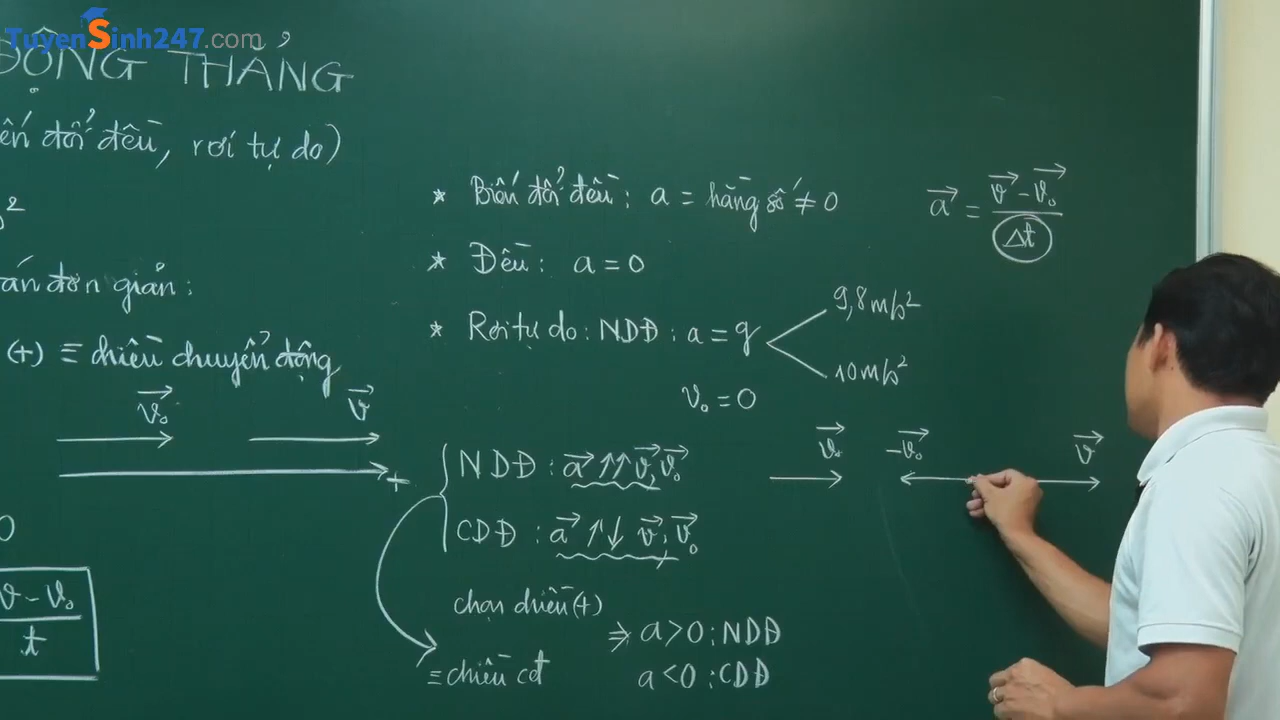 TuyenSinh247.com
ĐỘNG THẲNG
ến đổi đều, rơi tự do)
án đơn giản:
(+) ≡ chiều chuyển động
v₀→ v→
+
0
v - v₀
t
* Biến đổi đều: a = hằng số ≠ 0
* Đều: a = 0
* Rơi tự do: NDĐ: a = g
9,8 m/s²
10 m/s²
v₀ = 0
NDĐ: a→ ↑↑ v→, v₀→
CDĐ: a→ ↑↓ v→, v₀→
chọn chiều (+)
≡ chiều cđ
⇒ a > 0: NDĐ
a < 0: CDĐ
a→ = (v→ - v₀→) / Δt
v₀→ -v₀→ v→